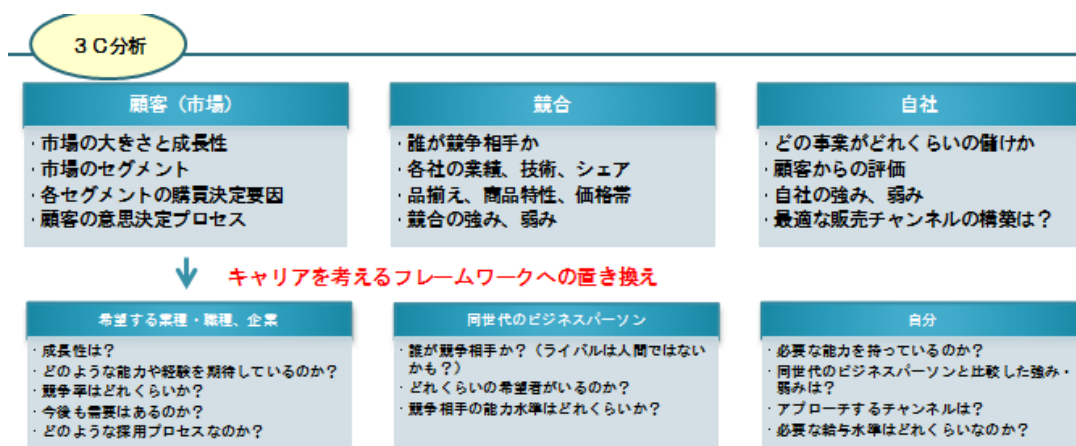 ３Ｃ分析
顧客（市場）
・市場の大きさと成長性
・市場のセグメント
・各セグメントの購買決定要因
・顧客の意思決定プロセス
競合
・誰が競争相手か
・各社の業績、技術、シェア
・品揃え、商品特性、価格帯
・競合の強み、弱み
自社
・どの事業がどれくらいの儲けか
・顧客からの評価
・自社の強み、弱み
・最適な販売チャンネルの構築は？
キャリアを考えるフレームワークへの置き換え
希望する業種・職種、企業
・成長性は？
・どのような能力や経験を期待しているのか？
・競争率はどれくらいか？
・今後も需要はあるのか？
・どのような採用プロセスなのか？
同世代のビジネスパーソン
・誰が競争相手か？（ライバルは人間ではない
かも？）
・どれくらいの希望者がいるのか？
・競争相手の能力水準はどれくらいか？
自分
・必要な能力を持っているのか？
・同世代のビジネスパーソンと比較した強み・
弱みは？
・アプローチするチャンネルは？
・必要な給与水準はどれくらいなのか？